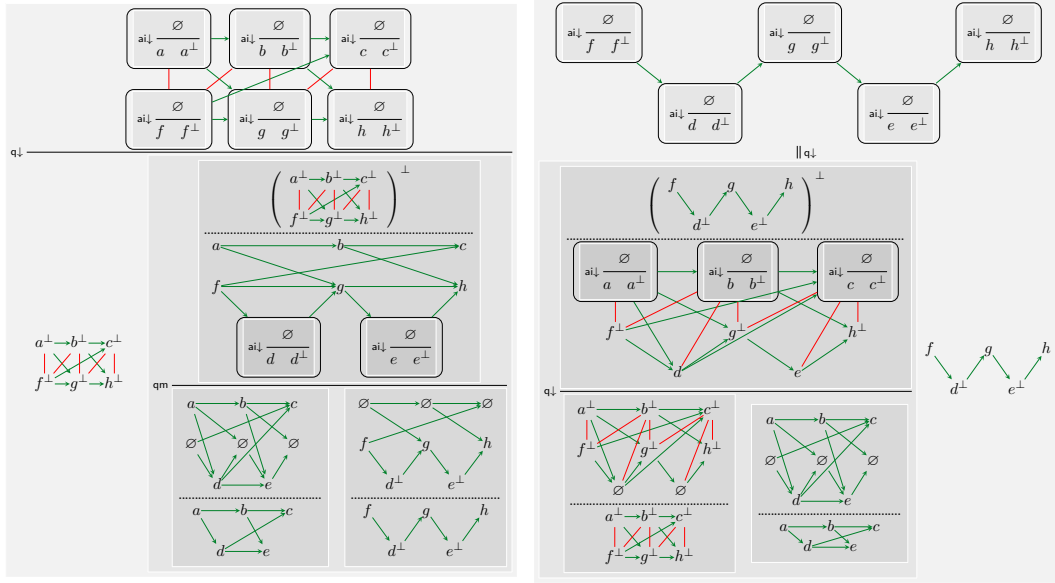 ai↓ ∅ / a a⊥ ai↓ ∅ / b b⊥ ai↓ ∅ / c c⊥
ai↓ ∅ / f f⊥ ai↓ ∅ / g g⊥ ai↓ ∅ / h h⊥
q↓
( a⊥ b⊥ c⊥
f⊥ g⊥ h⊥ ) ⊥
a b c
f g h
ai↓ ∅ / d d⊥ ai↓ ∅ / e e⊥
a⊥ b⊥ c⊥
f⊥ g⊥ h⊥
qm
a b c
∅ ∅ ∅
d e
a b c
d e
∅ ∅ ∅
f g h
d⊥ e⊥
f g h
d⊥ e⊥
ai↓ ∅ / f f⊥ ai↓ ∅ / g g⊥ ai↓ ∅ / h h⊥
ai↓ ∅ / d d⊥ ai↓ ∅ / e e⊥
‖ q↓
( f g h
d⊥ e⊥ ) ⊥
ai↓ ∅ / a a⊥ ai↓ ∅ / b b⊥ ai↓ ∅ / c c⊥
f⊥ g⊥ h⊥
d e
q↓
a⊥ b⊥ c⊥
f⊥ g⊥ h⊥
∅ ∅
a⊥ b⊥ c⊥
f⊥ g⊥ h⊥
a b c
∅ ∅ ∅
d e
a b c
d e
f g h
d⊥ e⊥